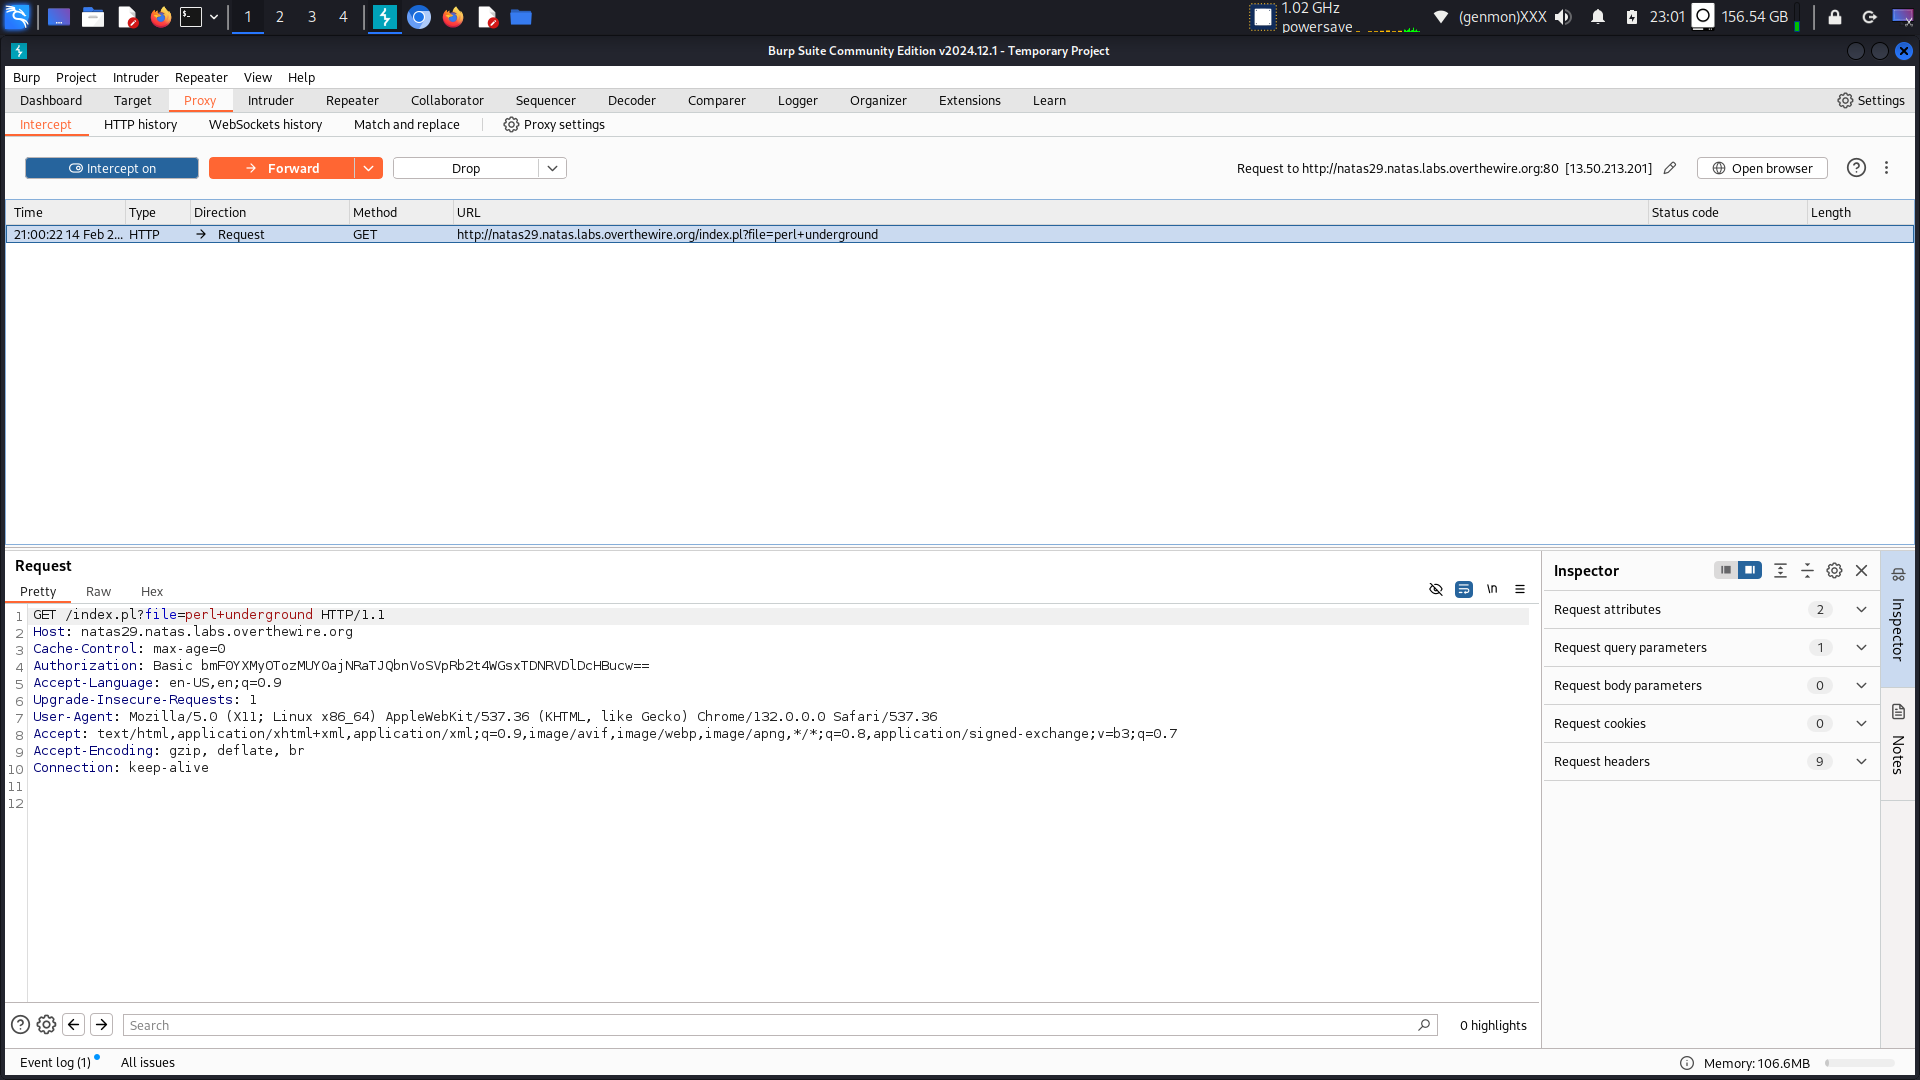 1 2 3 4 1.02 GHz powersave (genmon)XXX 23:01 156.54 GB
Burp Suite Community Edition v2024.12.1 - Temporary Project
Burp Project Intruder Repeater View Help
Dashboard Target Proxy Intruder Repeater Collaborator Sequencer Decoder Comparer Logger Organizer Extensions Learn Settings
Intercept HTTP history WebSockets history Match and replace Proxy settings
Intercept on Forward Drop Request to http://natas29.natas.labs.overthewire.org:80 [13.50.213.201] Open browser
Time Type Direction Method URL Status code Length
21:00:22 14 Feb 2... HTTP → Request GET http://natas29.natas.labs.overthewire.org/index.pl?file=perl+underground
Request
Pretty Raw Hex \n
1 GET /index.pl?file=perl+underground HTTP/1.1
2 Host: natas29.natas.labs.overthewire.org
3 Cache-Control: max-age=0
4 Authorization: Basic bmF0YXMyOTozMUY0ajNRaTJQbnVoSVpRb2t4WGsxTDNRVDlDcHBucw==
5 Accept-Language: en-US,en;q=0.9
6 Upgrade-Insecure-Requests: 1
7 User-Agent: Mozilla/5.0 (X11; Linux x86_64) AppleWebKit/537.36 (KHTML, like Gecko) Chrome/132.0.0.0 Safari/537.36
8 Accept: text/html,application/xhtml+xml,application/xml;q=0.9,image/avif,image/webp,image/apng,*/*;q=0.8,application/signed-exchange;v=b3;q=0.7
9 Accept-Encoding: gzip, deflate, br
10 Connection: keep-alive
11
12
Inspector
Request attributes 2
Request query parameters 1
Request body parameters 0
Request cookies 0
Request headers 9
Inspector
Notes
Search 0 highlights
Event log (1) All issues Memory: 106.6MB